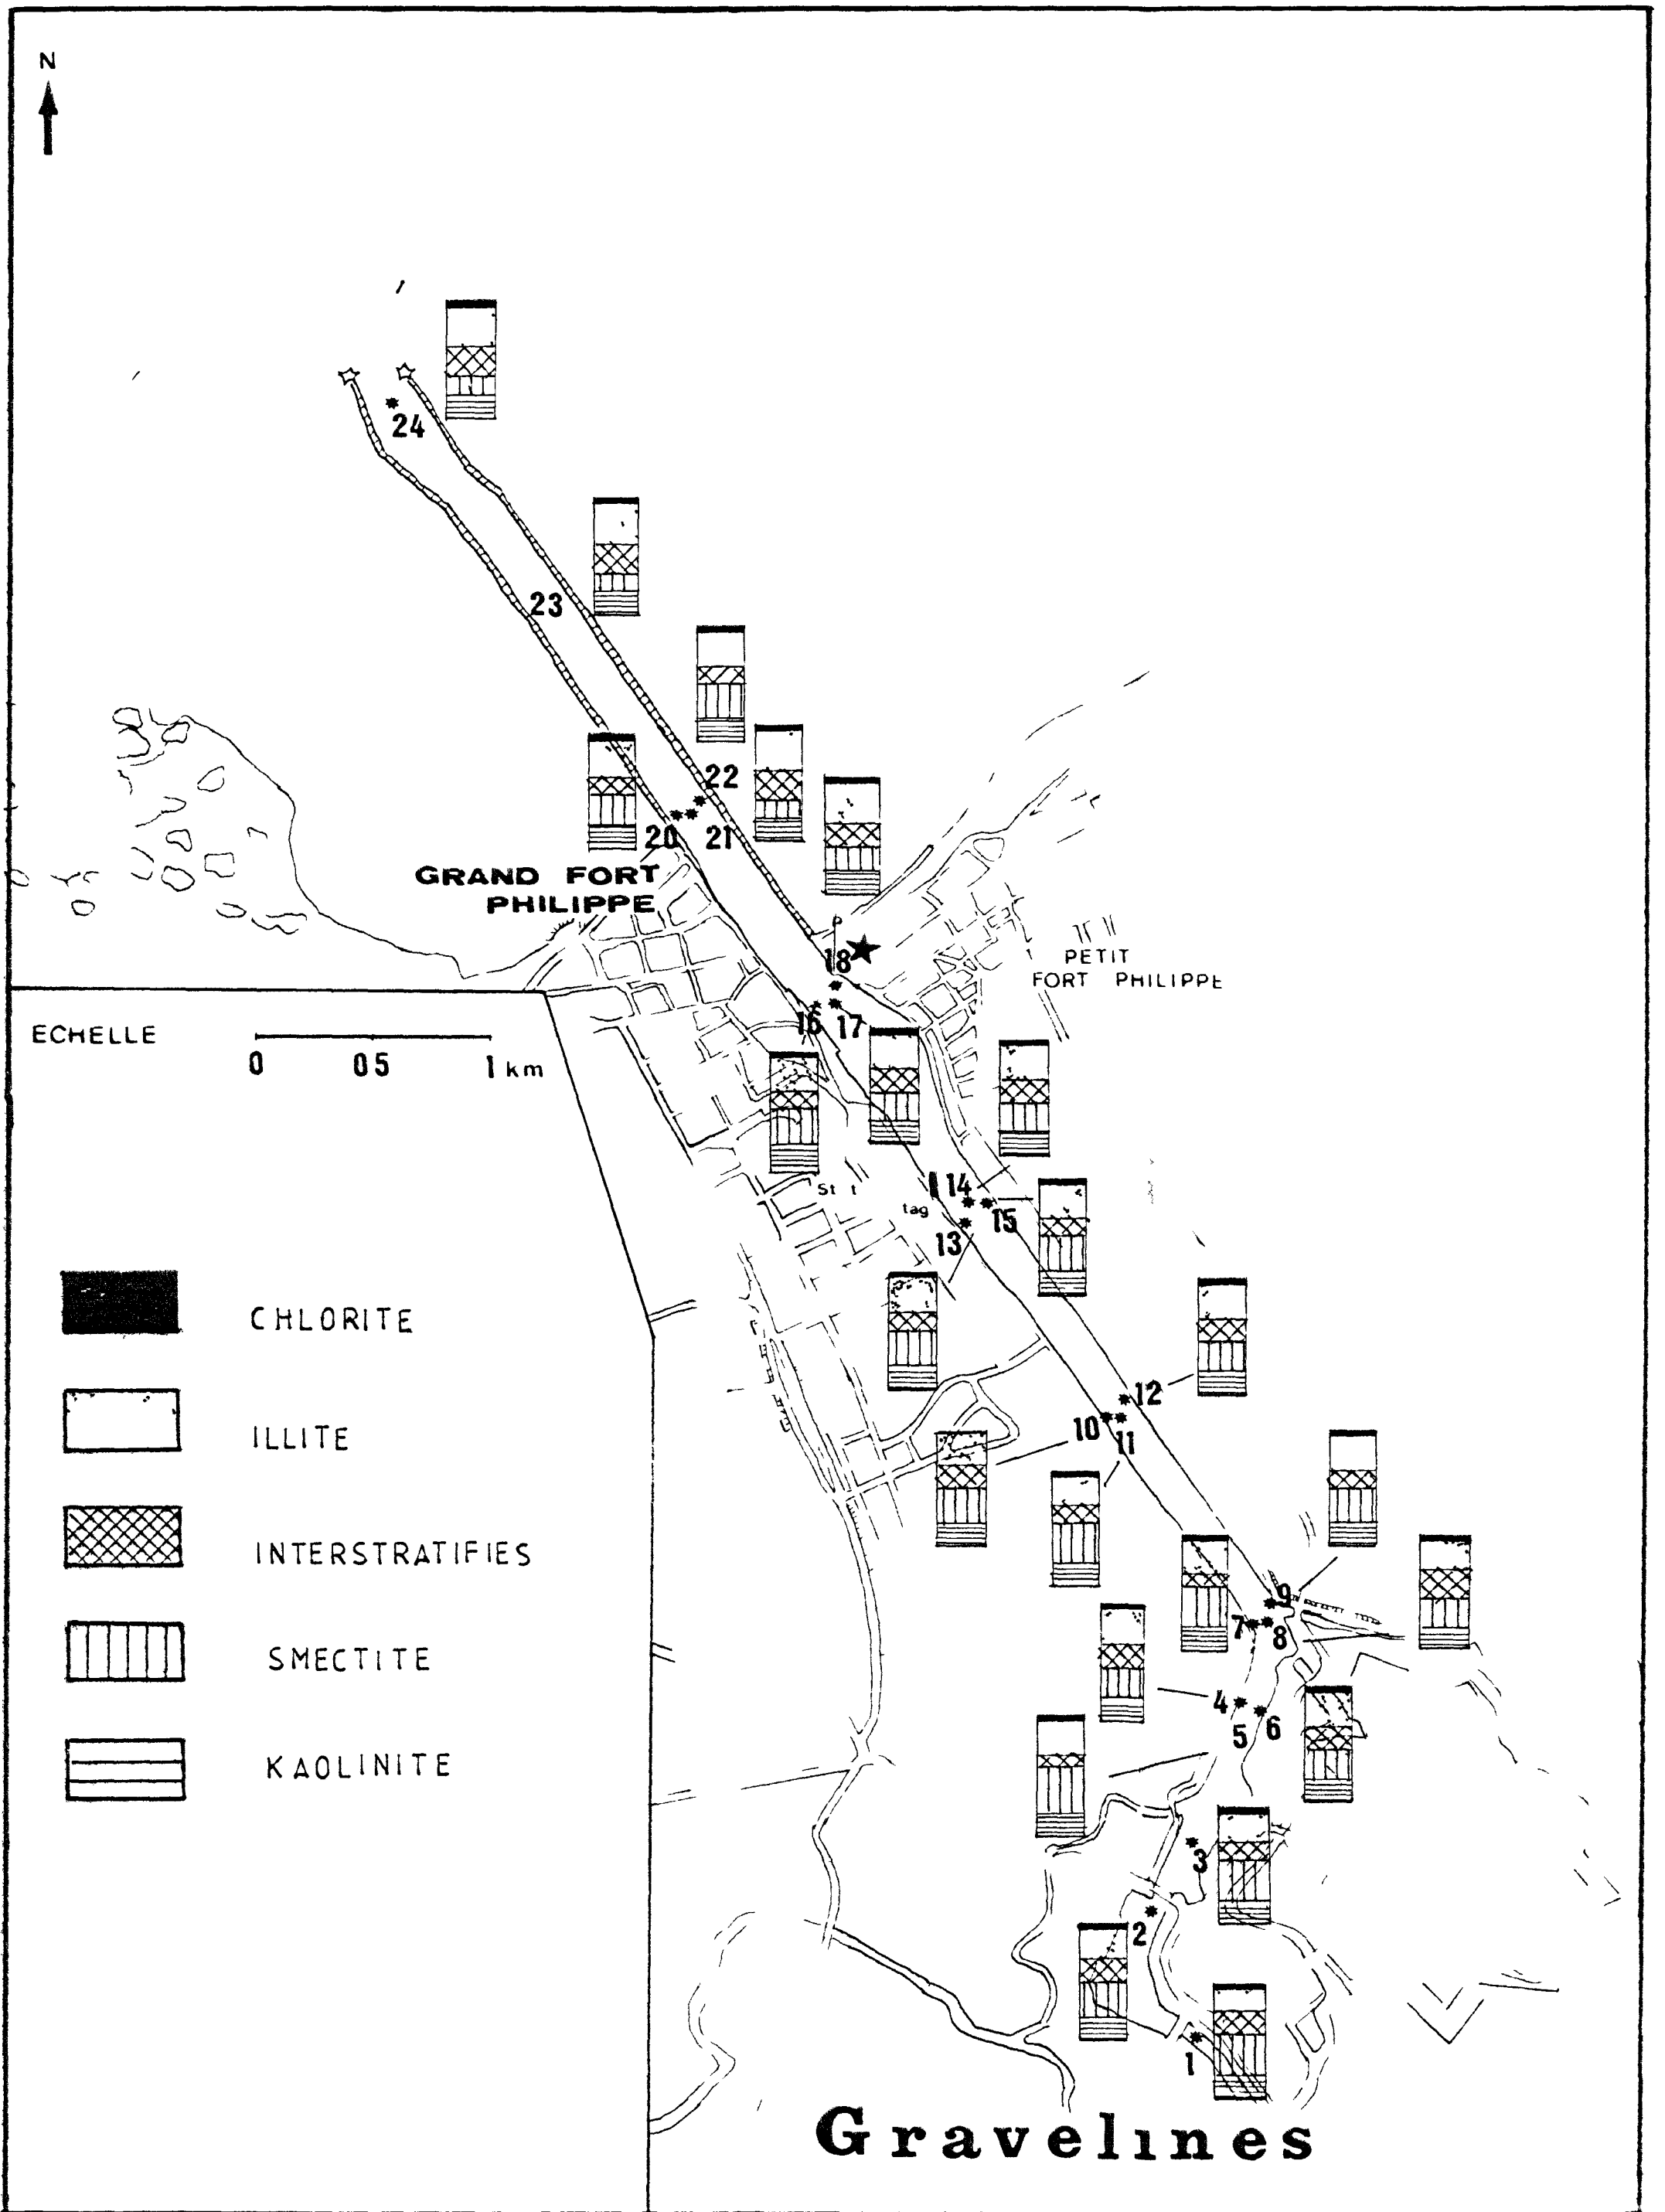 N
24
23
22
20
21
GRAND FORT
PHILIPPE
18
PETIT
FORT PHILIPPE
16
17
ECHELLE
0
05
1 km
14
15
13
CHLORITE
12
10
11
ILLITE
INTERSTRATIFIES
9
7
8
SMECTITE
4
5
6
KAOLINITE
3
2
1
Gravelines